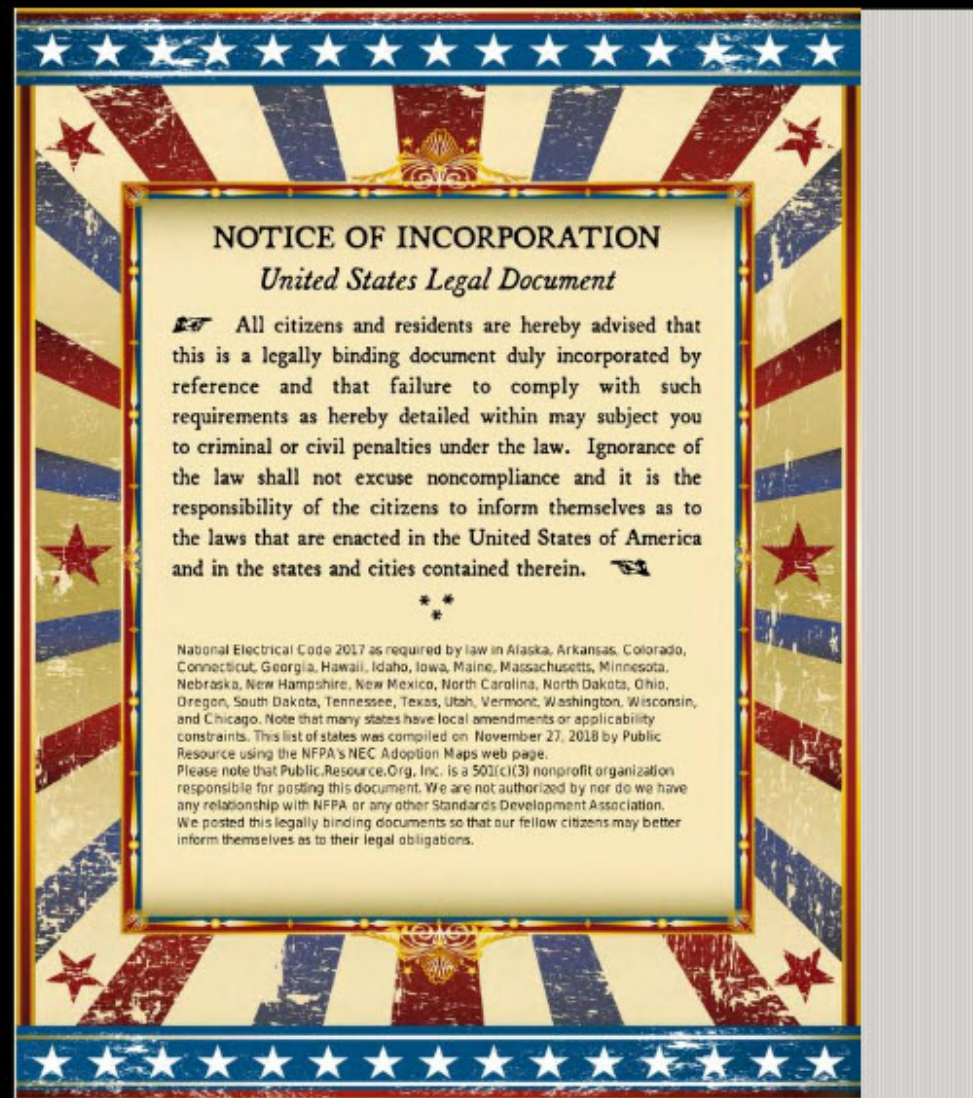 NOTICE OF INCORPORATION
United States Legal Document
All citizens and residents are hereby advised that
this is a legally binding document duly incorporated by
reference and that failure to comply with such
requirements as hereby detailed within may subject you
to criminal or civil penalties under the law. Ignorance of
the law shall not excuse noncompliance and it is the
responsibility of the citizens to inform themselves as to
the laws that are enacted in the United States of America
and in the states and cities contained therein.
* *
*
National Electrical Code 2017 as required by law in Alaska, Arkansas, Colorado,
Connecticut, Georgia, Hawaii, Idaho, Iowa, Maine, Massachusetts, Minnesota,
Nebraska, New Hampshire, New Mexico, North Carolina, North Dakota, Ohio,
Oregon, South Dakota, Tennessee, Texas, Utah, Vermont, Washington, Wisconsin,
and Chicago. Note that many states have local amendments or applicability
constraints. This list of states was compiled on November 27, 2018 by Public
Resource using the NFPA's NEC Adoption Maps web page.
Please note that Public.Resource.Org, Inc. is a 501(c)(3) nonprofit organization
responsible for posting this document. We are not authorized by nor do we have
any relationship with NFPA or any other Standards Development Association.
We posted this legally binding documents so that our fellow citizens may better
inform themselves as to their legal obligations.